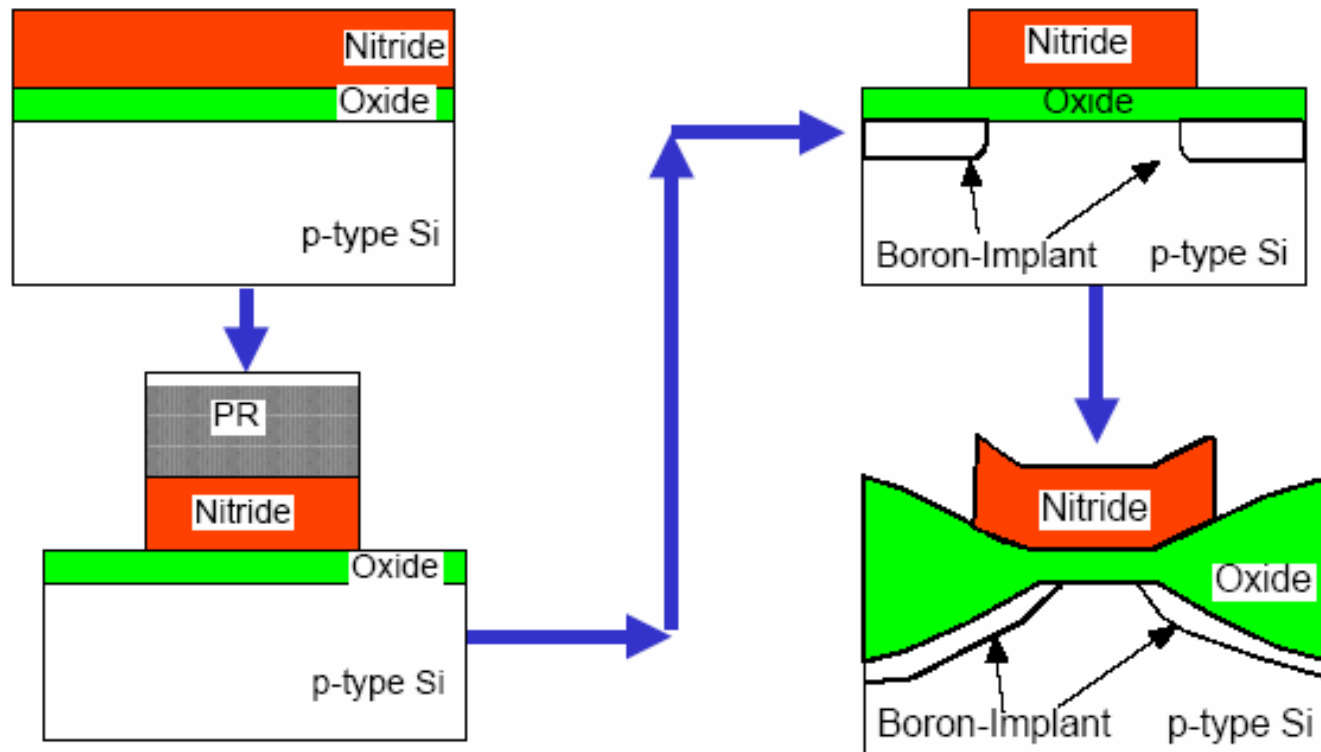 Nitride
Oxide
p-type Si
PR
Nitride
Oxide
p-type Si
Nitride
Oxide
Boron-Implant
p-type Si
Nitride
Oxide
Boron-Implant
p-type Si